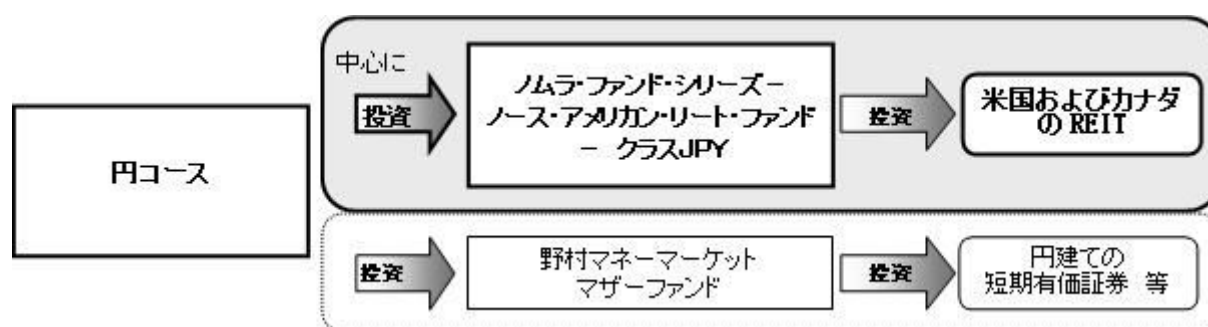 円コース
中心に
投資
ノムラ・ファンド・シリーズ－
ノース・アメリカン・リート・ファンド
－ クラスJPY
投資
米国およびカナダ
の REIT
投資
野村マネーマーケット
マザーファンド
投資
円建ての
短期有価証券 等